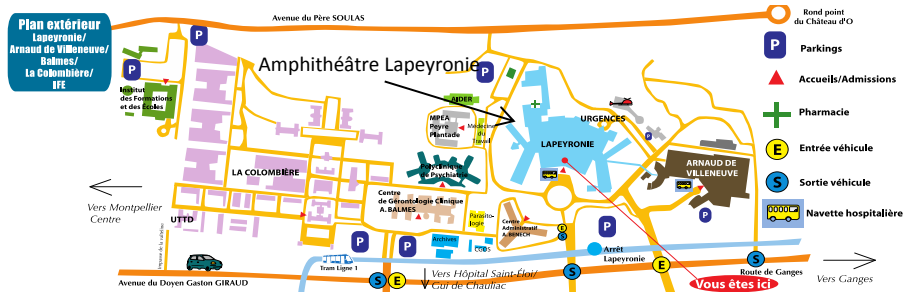 Plan extérieur
Lapeyronie/
Arnaud de Villeneuve/
Balmes/
La Colombière/
IFE
Avenue du Père SOULAS
Rond point
du Château d'O
P
P
P
P
Parkings
Amphithéâtre Lapeyronie
Accueils/Admissions
Institut
des Formations
et des Écoles
AIDER
MPEA
Peyre
Plantade
Médecine
du Travail
URGENCES
P
Pharmacie
LAPEYRONIE
E
Entrée véhicule
ARNAUD DE
VILLENEUVE
LA COLOMBIÈRE
Polyclinique
de Psychiatrie
S
Sortie véhicule
Vers Montpellier
Centre
Centre
de Gérontologie Clinique
A. BALMES
Parasito-
logie
Centre
Administratif
A. BENECH
P
Navette hospitalière
UTTD
P
P
P
E
S
Archives
Arrêt
Lapeyronie
Tram Ligne 1
S
E
Vers Hôpital Saint-Éloi/
Gui de Chauliac
S
E
S
Route de Ganges
Vers Ganges
Avenue du Doyen Gaston GIRAUD
Vous êtes ici